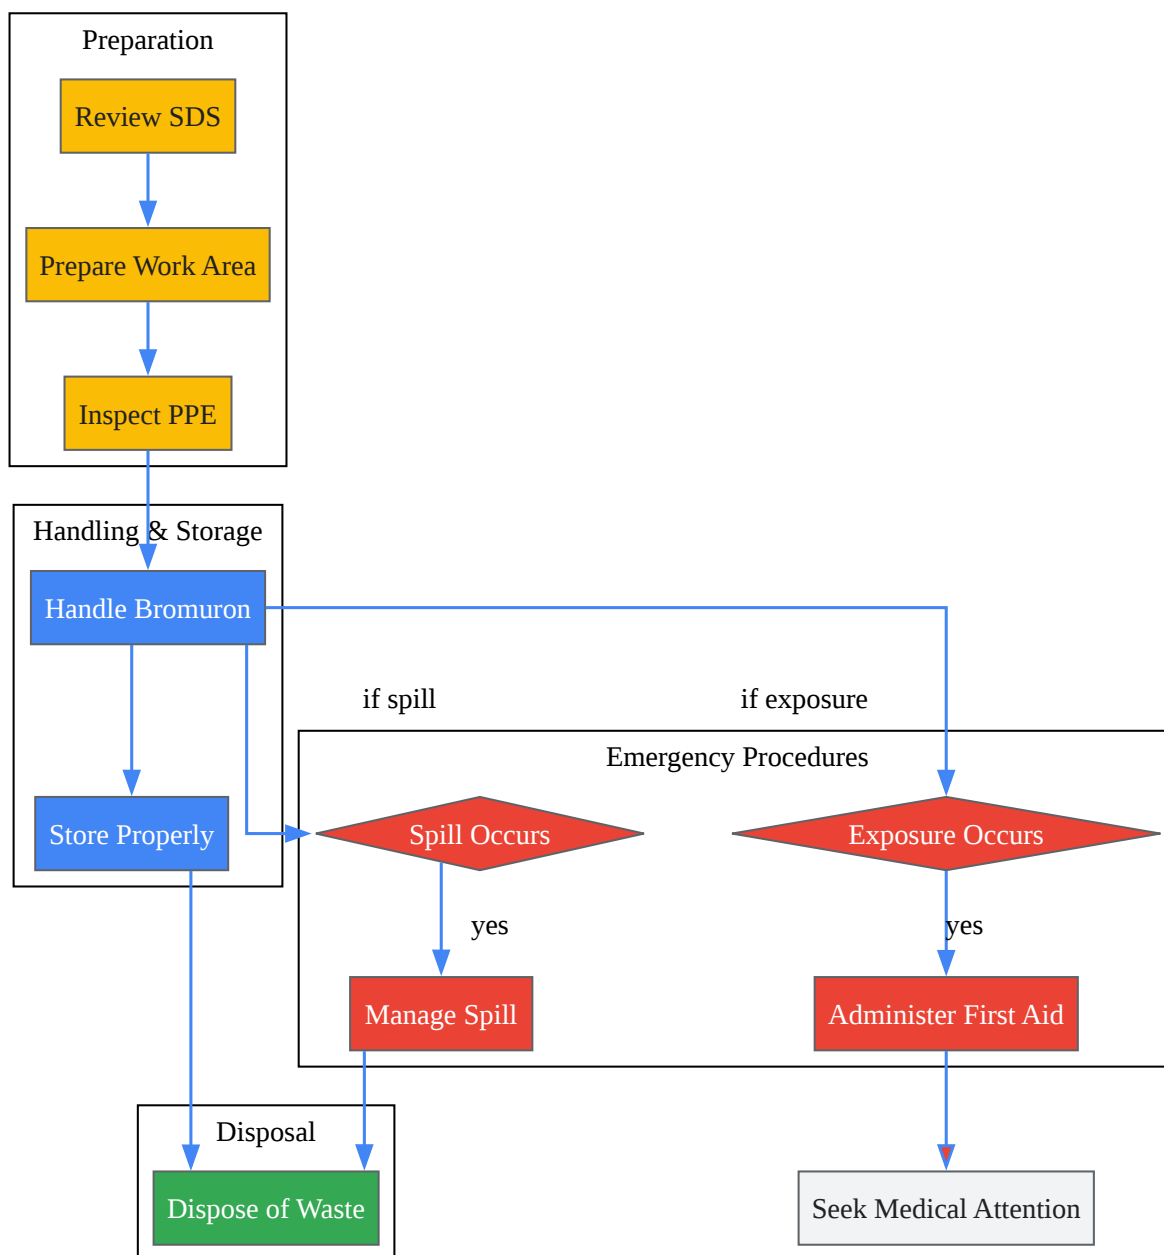 Preparation
Review SDS
Prepare Work Area
Inspect PPE
Handling & Storage
Handle Bromuron
if spill
if exposure
Emergency Procedures
Store Properly
Spill Occurs
Exposure Occurs
yes
yes
Manage Spill
Administer First Aid
Disposal
Dispose of Waste
Seek Medical Attention